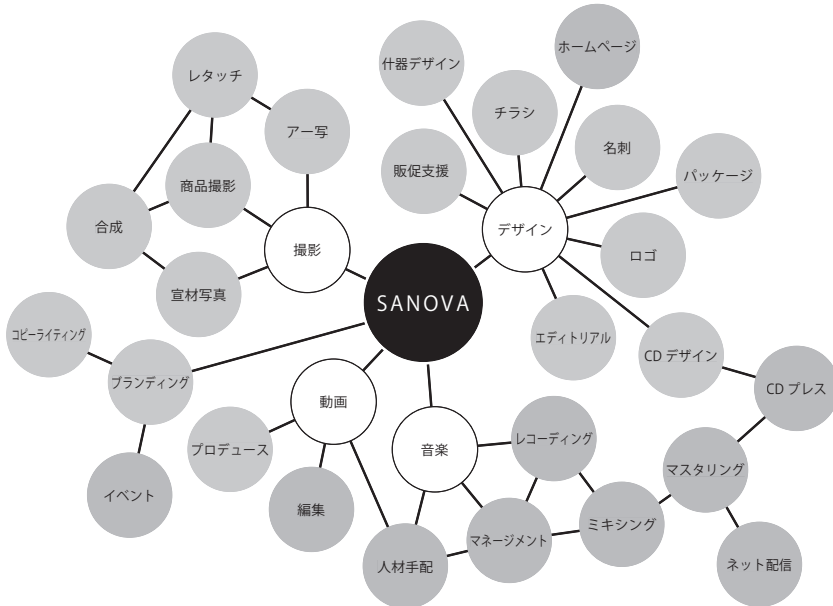 ホームページ
什器デザイン
レタッチ
チラシ
アー写
名刺
販促支援
パッケージ
商品撮影
合成
デザイン
撮影
ロゴ
宣材写真
SANOVA
コピーライティング
エディトリアル
CD デザイン
ブランディング
CD プレス
動画
プロデュース
音楽
レコーディング
マスタリング
イベント
編集
ミキシング
マネージメント
人材手配
ネット配信